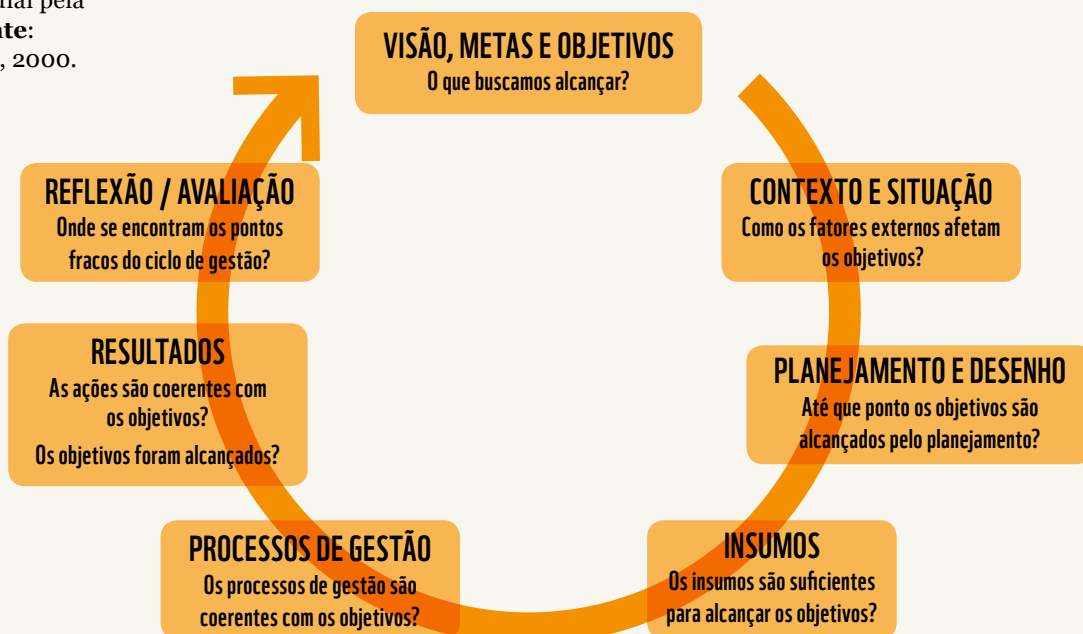 nal pela
nte:
, 2000.
VISÃO, METAS E OBJETIVOS
O que buscamos alcançar?
CONTEXTO E SITUAÇÃO
Como os fatores externos afetam
os objetivos?
PLANEJAMENTO E DESENHO
Até que ponto os objetivos são
alcançados pelo planejamento?
INSUMOS
Os insumos são suficientes
para alcançar os objetivos?
PROCESSOS DE GESTÃO
Os processos de gestão são
coerentes com os objetivos?
RESULTADOS
As ações são coerentes com
os objetivos?
Os objetivos foram alcançados?
REFLEXÃO / AVALIAÇÃO
Onde se encontram os pontos
fracos do ciclo de gestão?